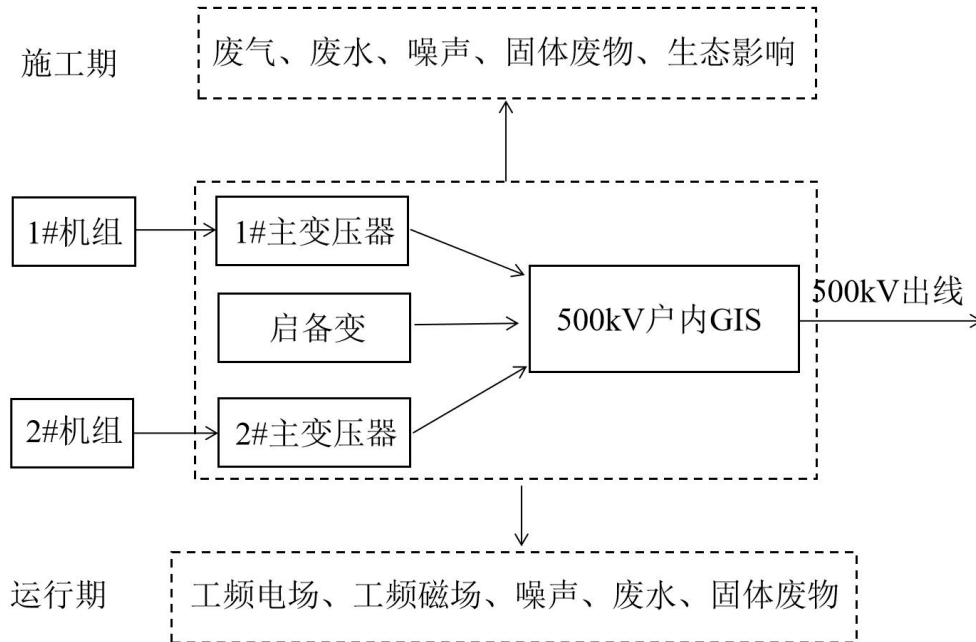 施工期
废气、废水、噪声、固体废物、生态影响
1#机组
1#主变压器
启备变
500kV户内GIS
500kV出线
2#机组
2#主变压器
运行期
工频电场、工频磁场、噪声、废水、固体废物